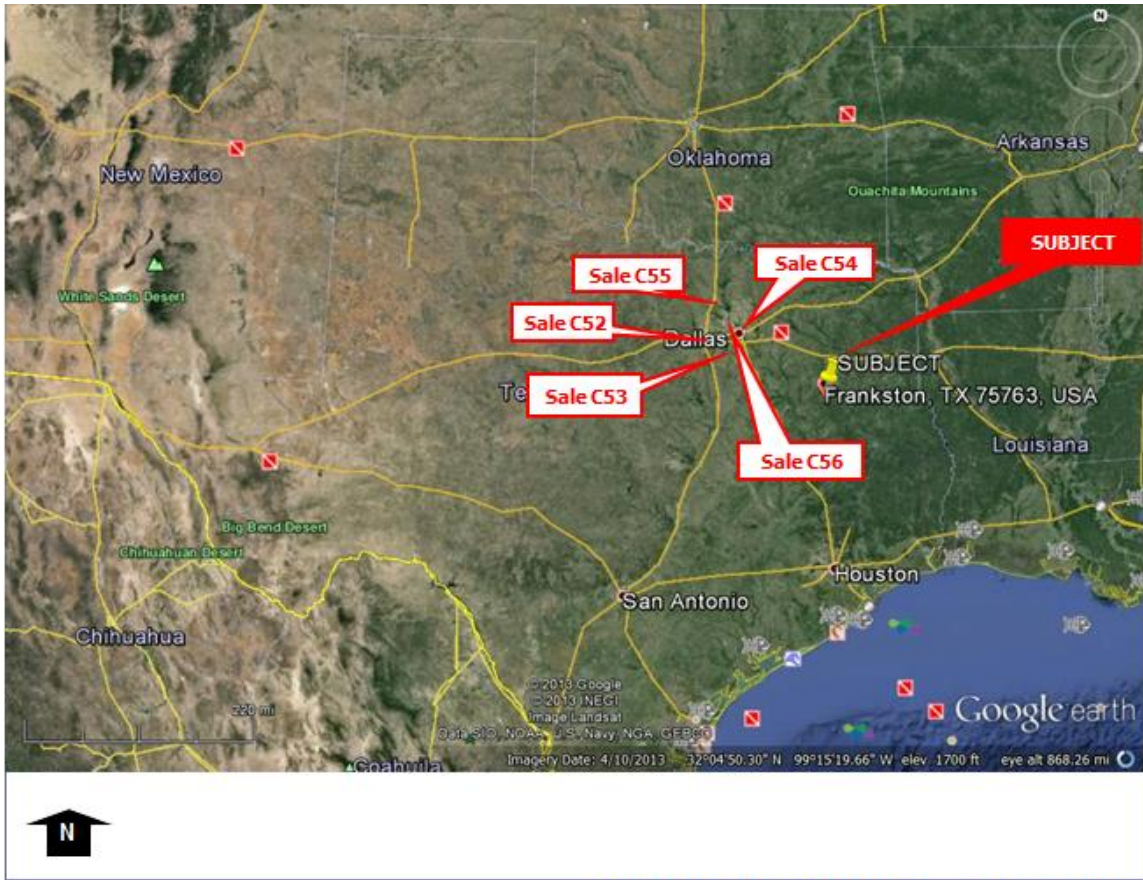 N
Oklahoma
Arkansas
New Mexico
Ouachita Mountains
SUBJECT
Sale C54
Sale C55
White Sands Desert
Sale C52
Dallas
SUBJECT
Te
Sale C53
Frankston, TX 75763, USA
Louisiana
Sale C56
Big Bend Desert
Chihuahuan Desert
Houston
San Antonio
Chihuahua
© 2013 Google
© 2013 INEGI
Image Landsat
Data SIO, NOAA, U.S. Navy, NGA, GEBCO
220 mi
Google earth
Coahuila
Imagery Date: 4/10/2013 32°04'50.30" N 99°15'19.66" W elev 1700 ft eye alt 868.26 mi
N